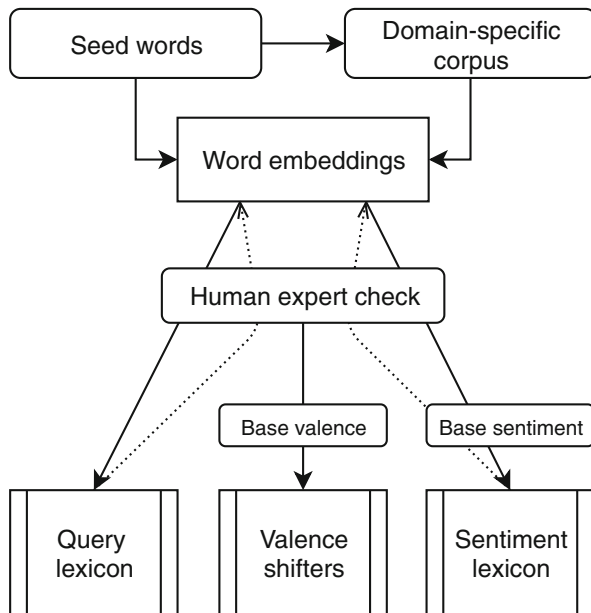 Seed words
Domain-specific
corpus
Word embeddings
Human expert check
Base valence
Base sentiment
Query
lexicon
Valence
shifters
Sentiment
lexicon